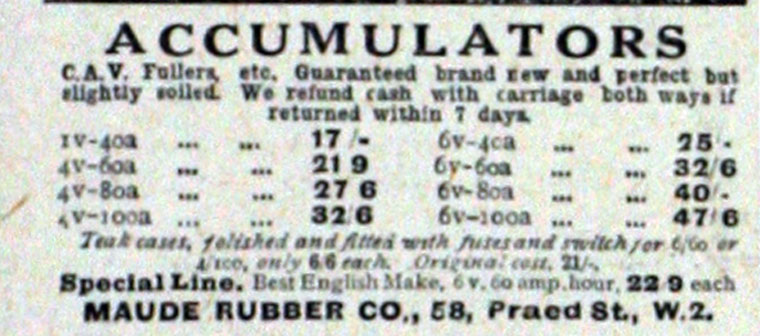 ACCUMULATORS
C.A.V. Fullers, etc. Guaranteed brand new and perfect but
slightly soiled. We refund cash with carriage both ways if
returned within 7 days.
4v-40a ... ... 17/- 6v-40a ... ... 25/-
4v-60a ... ... 21/9 6v-60a ... ... 32/6
4v-80a ... ... 27/6 6v-80a ... ... 40/-
4v-100a ... ... 32/6 6v-100a ... ... 47/6
Teak cases, polished and fitted with fuses and switch for 6/60 or
4/100, only 6/6 each. Original cost, 21/-.
Special Line. Best English Make, 6 v. 60 amp. hour, 22/9 each
MAUDE RUBBER CO., 58, Praed St., W.2.